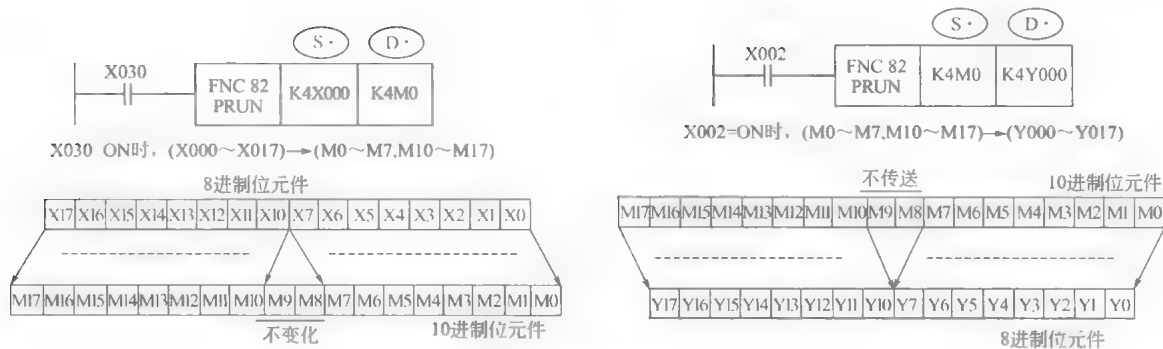 S·
D·
X030
FNC 82
PRUN
K4X000
K4M0
X030 ON时，(X000～X017)→(M0～M7,M10～M17)
8进制位元件
X17 X16 X15 X14 X13 X12 X11 X10 X7 X6 X5 X4 X3 X2 X1 X0
M17 M16 M15 M14 M13 M12 M11 M10 M9 M8 M7 M6 M5 M4 M3 M2 M1 M0
不变化
10进制位元件
S·
D·
X002
FNC 82
PRUN
K4M0
K4Y000
X002=ON时，(M0～M7,M10～M17)→(Y000～Y017)
不传送
10进制位元件
M17 M16 M15 M14 M13 M12 M11 M10 M9 M8 M7 M6 M5 M4 M3 M2 M1 M0
Y17 Y16 Y15 Y14 Y13 Y12 Y11 Y10 Y7 Y6 Y5 Y4 Y3 Y2 Y1 Y0
8进制位元件